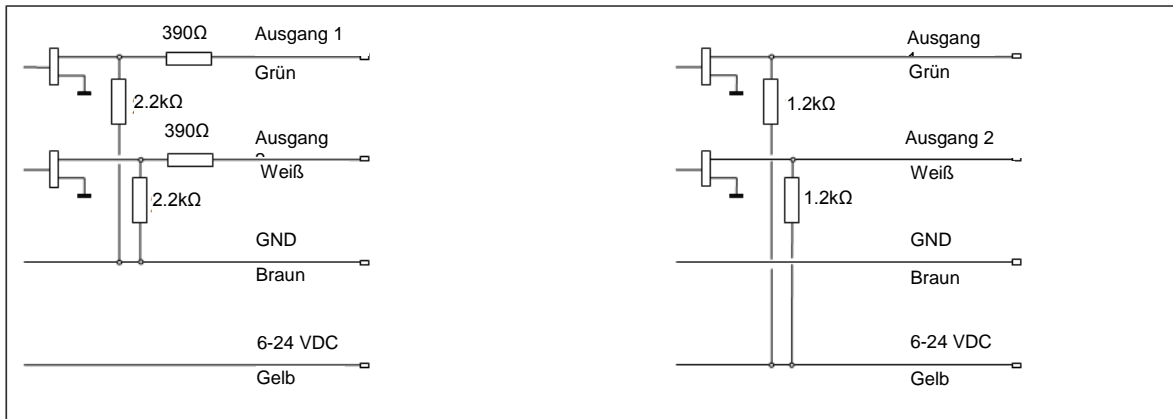 390Ω
Ausgang 1
Grün
2.2kΩ
390Ω
Ausgang
Weiß
2.2kΩ
GND
Braun
6-24 VDC
Gelb
Ausgang
Grün
1.2kΩ
Ausgang 2
Weiß
1.2kΩ
GND
Braun
6-24 VDC
Gelb